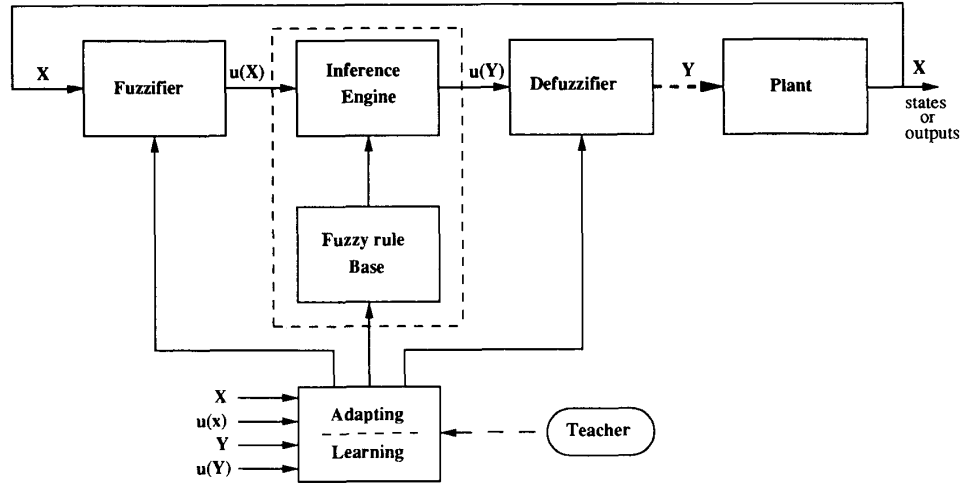 X
Fuzzifier
u(X)
Inference
Engine
u(Y)
Defuzzifier
Y
Plant
X
states
or
outputs
Fuzzy rule
Base
X
u(x)
Y
u(Y)
Adapting
Learning
Teacher